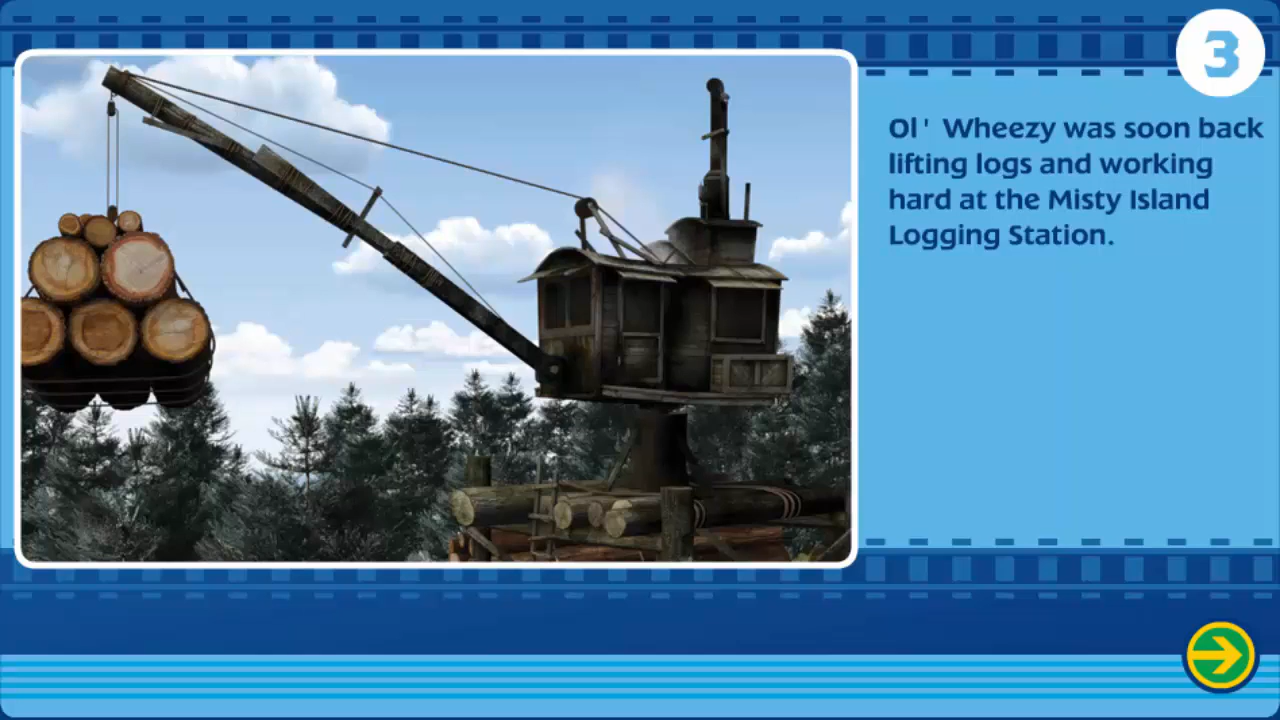 3
Ol' Wheezy was soon back
lifting logs and working
hard at the Misty Island
Logging Station.